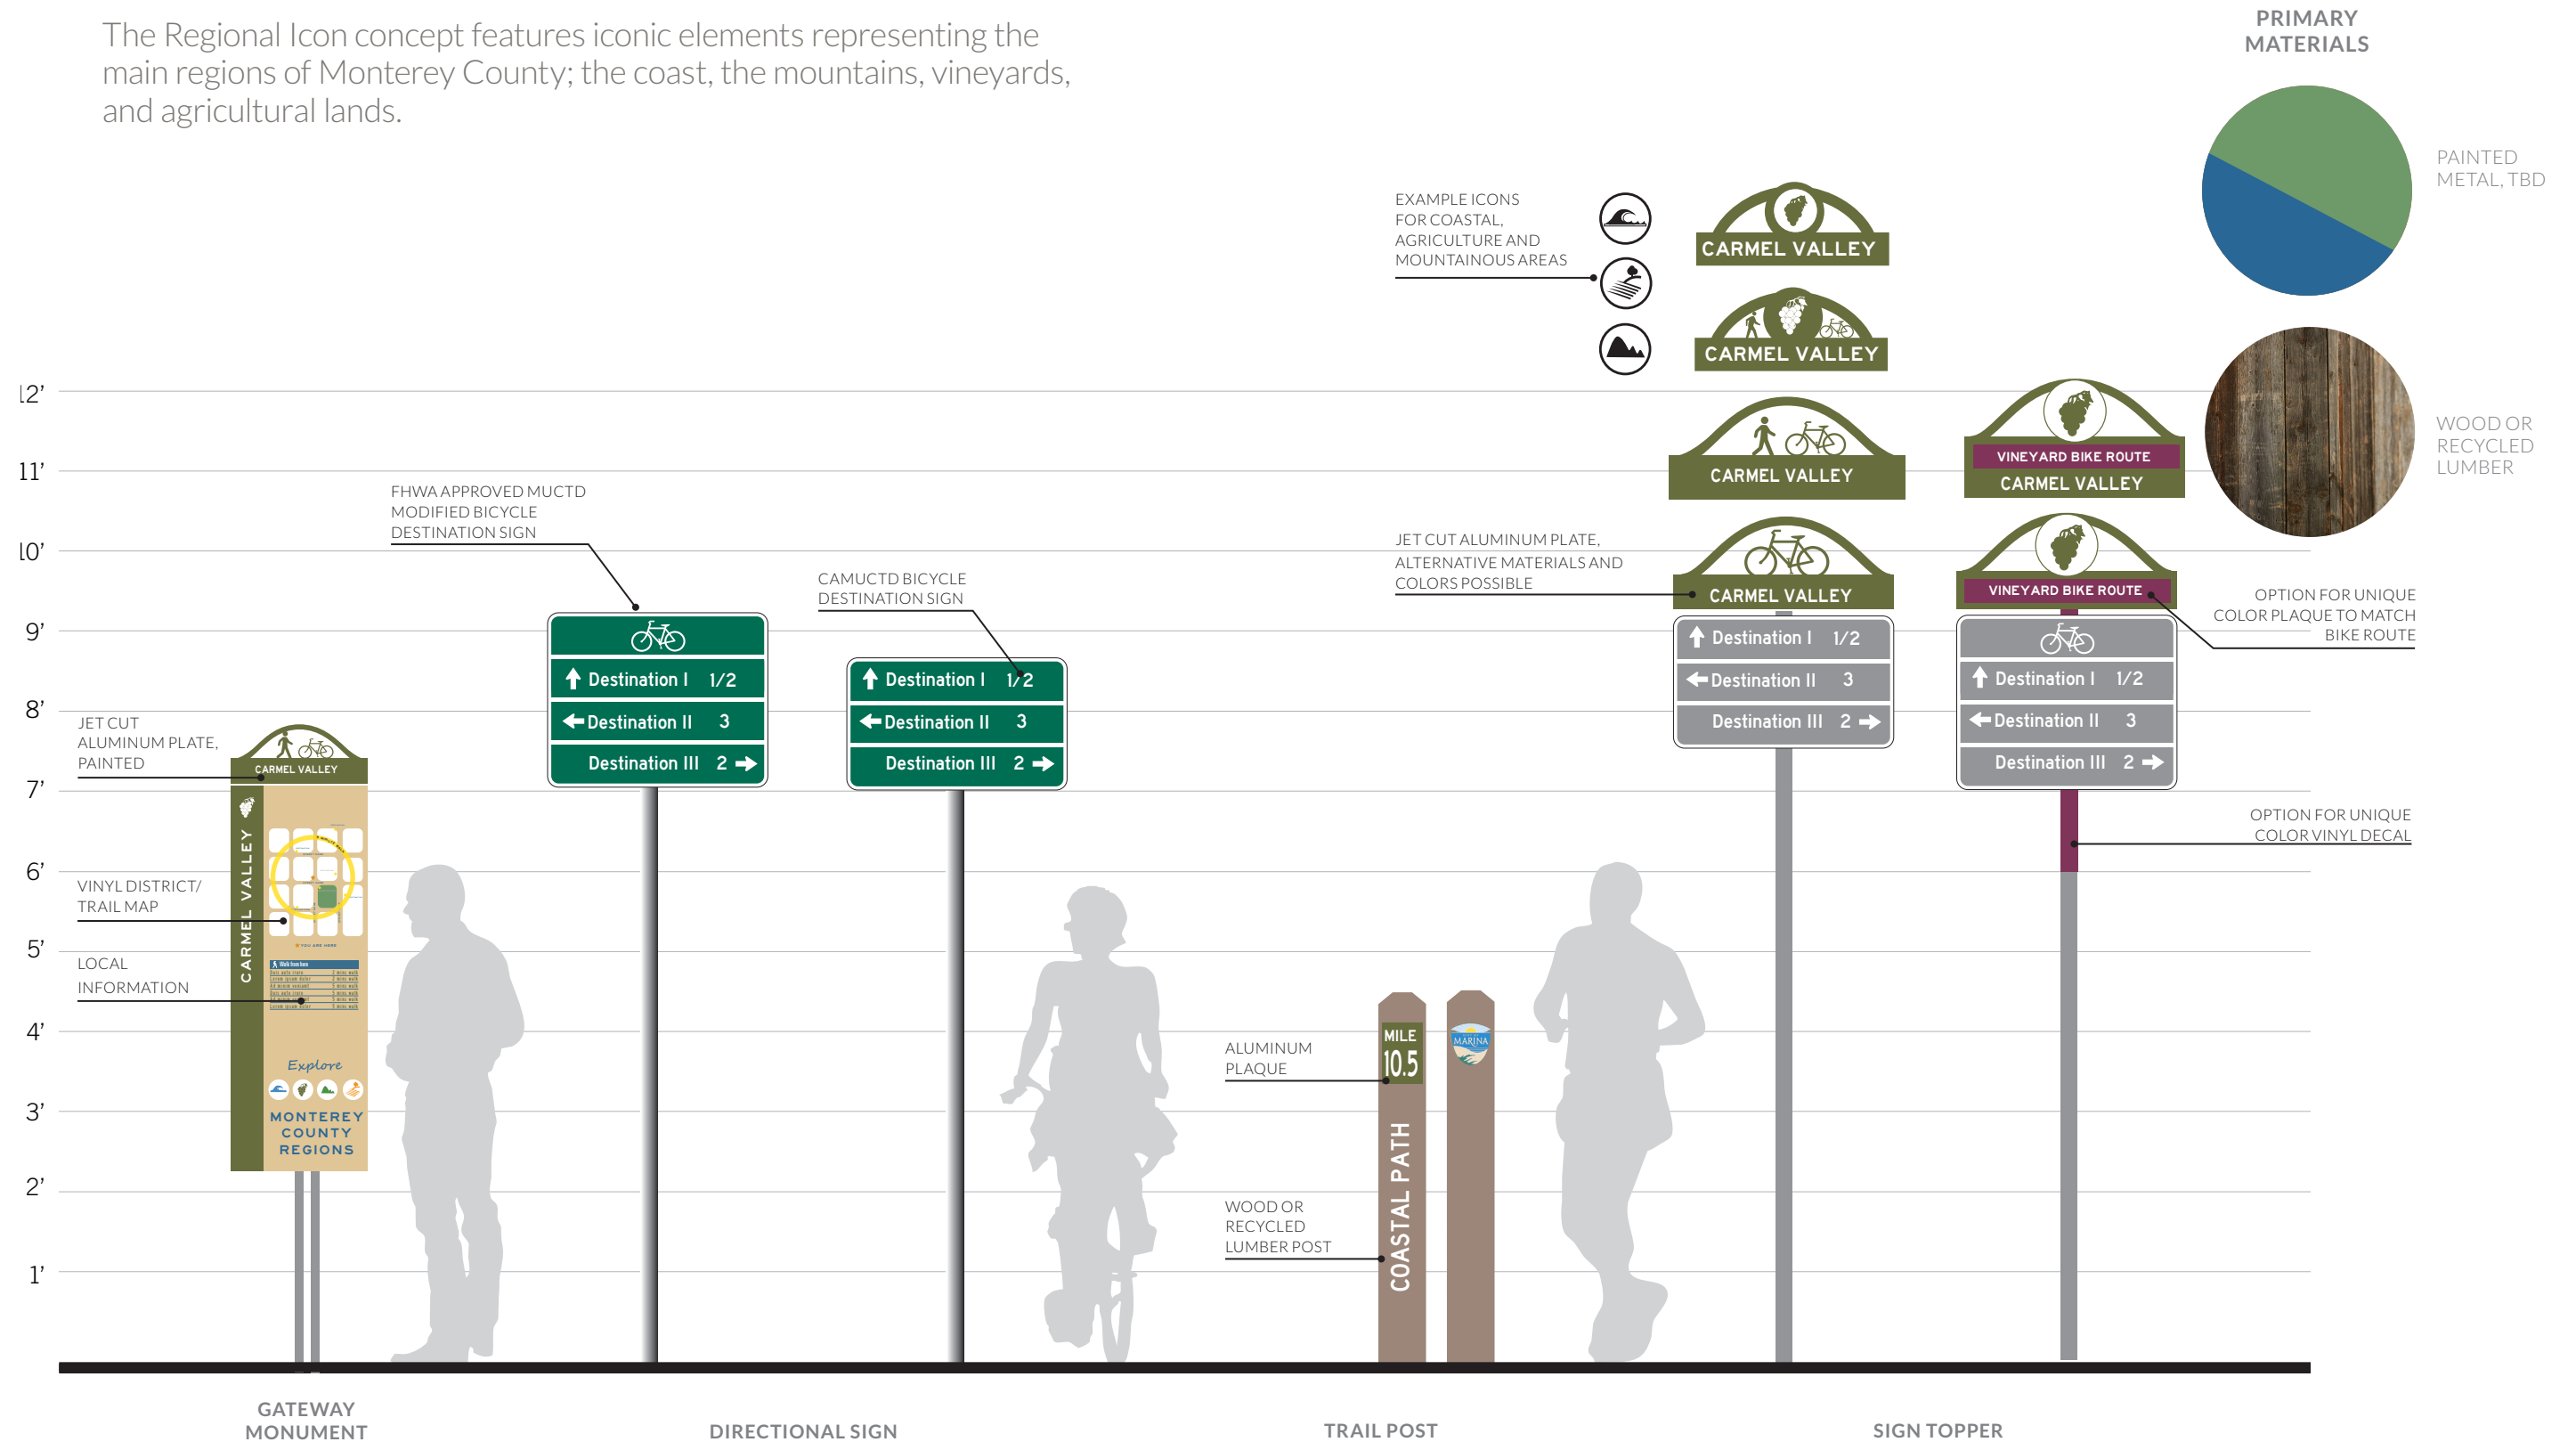 The Regional Icon concept features iconic elements representing the
main regions of Monterey County; the coast, the mountains, vineyards,
and agricultural lands.
PRIMARY
MATERIALS
PAINTED
METAL, TBD
WOOD OR
RECYCLED
LUMBER
EXAMPLE ICONS
FOR COASTAL,
AGRICULTURE AND
MOUNTAINOUS AREAS
CARMEL VALLEY
CARMEL VALLEY
CARMEL VALLEY
VINEYARD BIKE ROUTE
CARMEL VALLEY
12’
11’
10’
9’
8’
7’
6’
5’
4’
3’
2’
1’
FHWA APPROVED MUCTD
MODIFIED BICYCLE
DESTINATION SIGN
CAMUCTD BICYCLE
DESTINATION SIGN
JET CUT ALUMINUM PLATE,
ALTERNATIVE MATERIALS AND
COLORS POSSIBLE
CARMEL VALLEY
VINEYARD BIKE ROUTE
OPTION FOR UNIQUE
COLOR PLAQUE TO MATCH
BIKE ROUTE
Destination I 1/2
Destination II 3
Destination III 2
Destination I 1/2
Destination II 3
Destination III 2
Destination I 1/2
Destination II 3
Destination III 2
Destination I 1/2
Destination II 3
Destination III 2
OPTION FOR UNIQUE
COLOR VINYL DECAL
JET CUT
ALUMINUM PLATE,
PAINTED
CARMEL VALLEY
CARMEL VALLEY
VINYL DISTRICT/
TRAIL MAP
YOU ARE HERE
LOCAL
INFORMATION
Walk from here
Explore
MONTEREY
COUNTY
REGIONS
ALUMINUM
PLAQUE
MILE
10.5
MARINA
COASTAL PATH
WOOD OR
RECYCLED
LUMBER POST
GATEWAY
MONUMENT
DIRECTIONAL SIGN
TRAIL POST
SIGN TOPPER